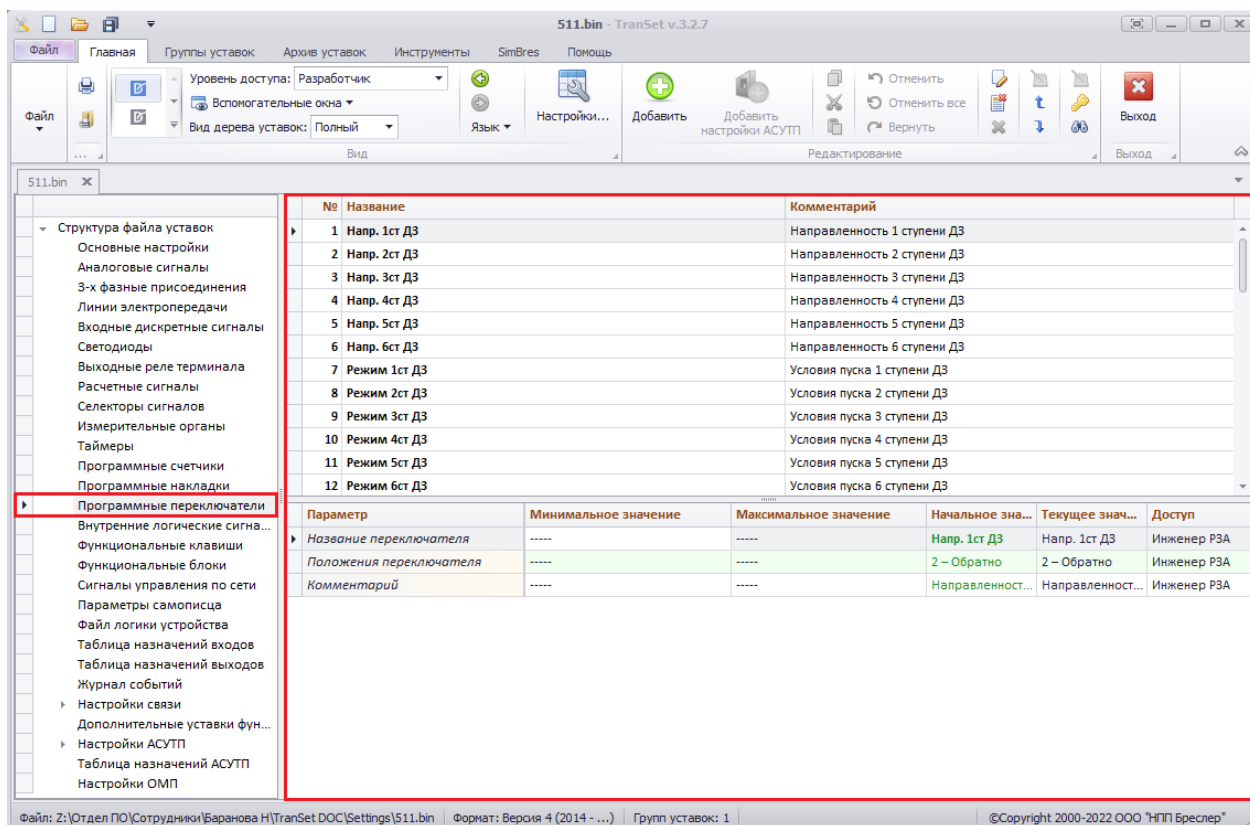 511.bin - TranSet v.3.2.7
Файл Главная Группы уставок Архив уставок Инструменты SimBres Помощь
Файл
Уровень доступа: Разработчик
Вспомогательные окна
Вид дерева уставок: Полный
Язык
Настройки...
Добавить
Добавить настройки АСУТП
Отменить
Отменить все
Вернуть
Выход
... Вид Редактирование Выход
511.bin
Структура файла уставок
Основные настройки
Аналоговые сигналы
3-х фазные присоединения
Линии электропередачи
Входные дискретные сигналы
Светодиоды
Выходные реле терминала
Расчетные сигналы
Селекторы сигналов
Измерительные органы
Таймеры
Программные счетчики
Программные накладки
Программные переключатели
Внутренние логические сигна...
Функциональные клавиши
Функциональные блоки
Сигналы управления по сети
Параметры самописца
Файл логики устройства
Таблица назначений входов
Таблица назначений выходов
Журнал событий
Настройки связи
Дополнительные уставки фун...
Настройки АСУТП
Таблица назначений АСУТП
Настройки ОМП
№ Название Комментарий
1 Напр. 1ст ДЗ Направленность 1 ступени ДЗ
2 Напр. 2ст ДЗ Направленность 2 ступени ДЗ
3 Напр. 3ст ДЗ Направленность 3 ступени ДЗ
4 Напр. 4ст ДЗ Направленность 4 ступени ДЗ
5 Напр. 5ст ДЗ Направленность 5 ступени ДЗ
6 Напр. 6ст ДЗ Направленность 6 ступени ДЗ
7 Режим 1ст ДЗ Условия пуска 1 ступени ДЗ
8 Режим 2ст ДЗ Условия пуска 2 ступени ДЗ
9 Режим 3ст ДЗ Условия пуска 3 ступени ДЗ
10 Режим 4ст ДЗ Условия пуска 4 ступени ДЗ
11 Режим 5ст ДЗ Условия пуска 5 ступени ДЗ
12 Режим 6ст ДЗ Условия пуска 6 ступени ДЗ
Параметр Минимальное значение Максимальное значение Начальное зна... Текущее знач... Доступ
Название переключателя ----- ----- Напр. 1ст ДЗ Напр. 1ст ДЗ Инженер РЗА
Положения переключателя ----- ----- 2 – Обратно 2 – Обратно Инженер РЗА
Комментарий ----- ----- Направленност... Направленност... Инженер РЗА
Файл: Z:\Отдел ПО\Сотрудники\Баранова Н\TranSet DOC\Settings\511.bin Формат: Версия 4 (2014 - ...) Групп уставок: 1 ©Copyright 2000-2022 ООО "НПП Бреслер"